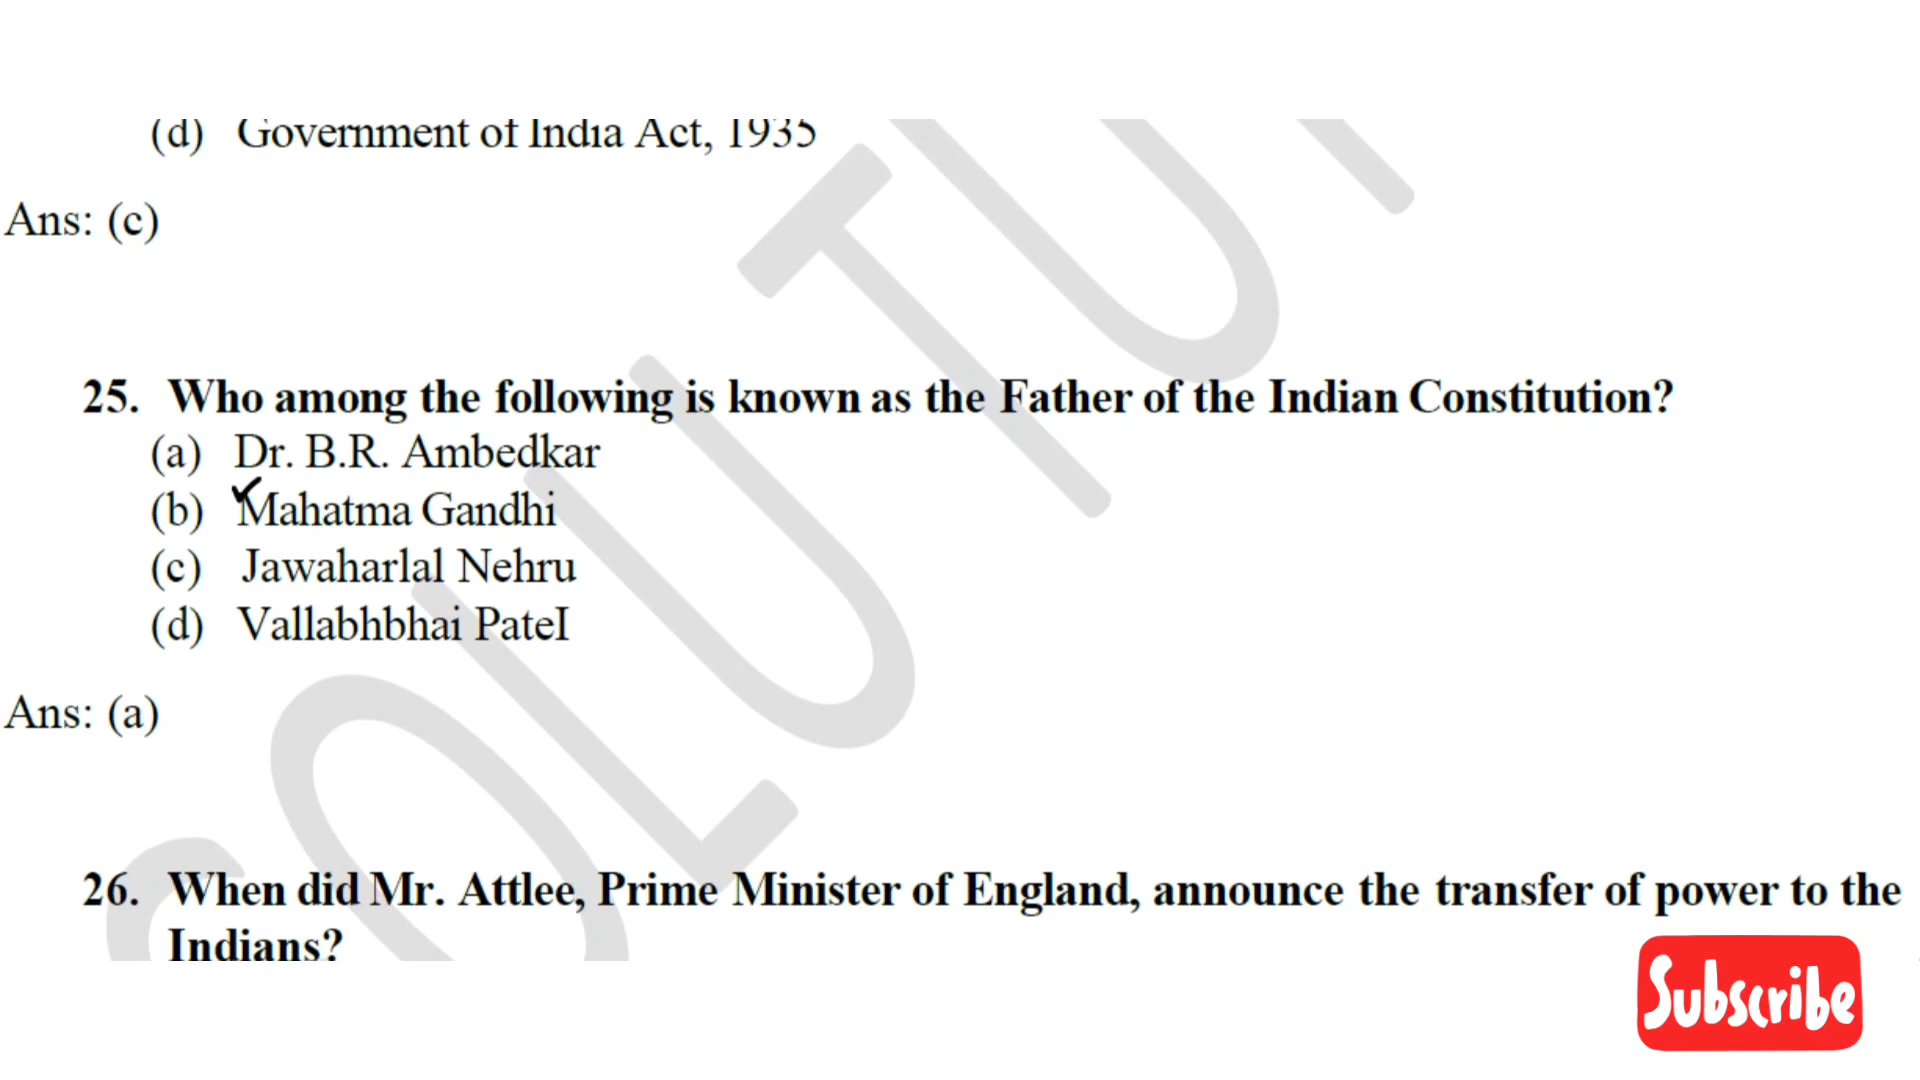 (d) Government of India Act, 1935
Ans: (c)
25. Who among the following is known as the Father of the Indian Constitution?
(a) Dr. B.R. Ambedkar
(b) Mahatma Gandhi
(c) Jawaharlal Nehru
(d) Vallabhbhai PateI
Ans: (a)
26. When did Mr. Attlee, Prime Minister of England, announce the transfer of power to the
Indians?
Subscribe